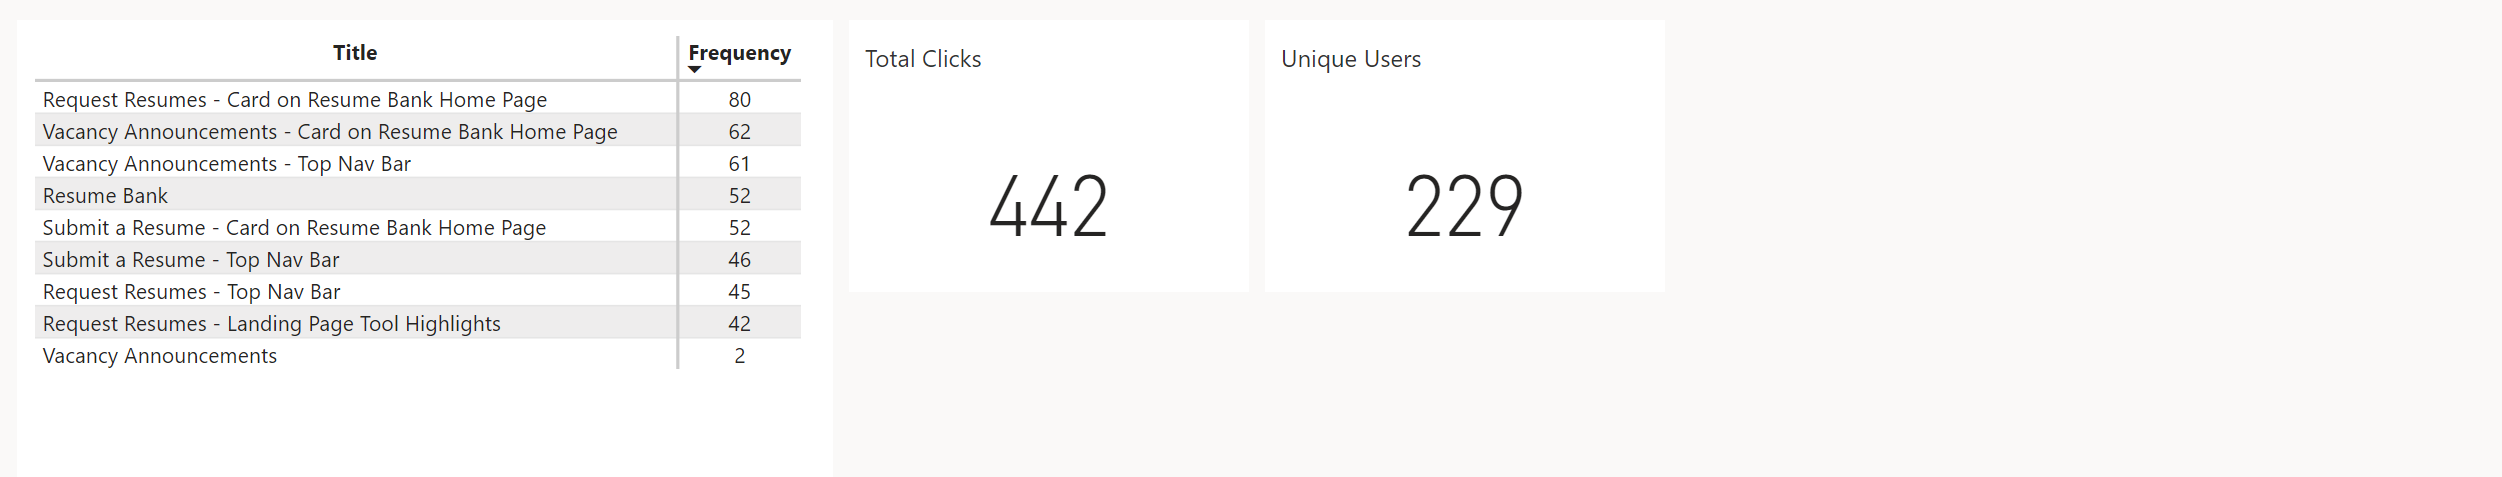 Title Frequency
Request Resumes - Card on Resume Bank Home Page 80
Vacancy Announcements - Card on Resume Bank Home Page 62
Vacancy Announcements - Top Nav Bar 61
Resume Bank 52
Submit a Resume - Card on Resume Bank Home Page 52
Submit a Resume - Top Nav Bar 46
Request Resumes - Top Nav Bar 45
Request Resumes - Landing Page Tool Highlights 42
Vacancy Announcements 2
Total Clicks
442
Unique Users
229